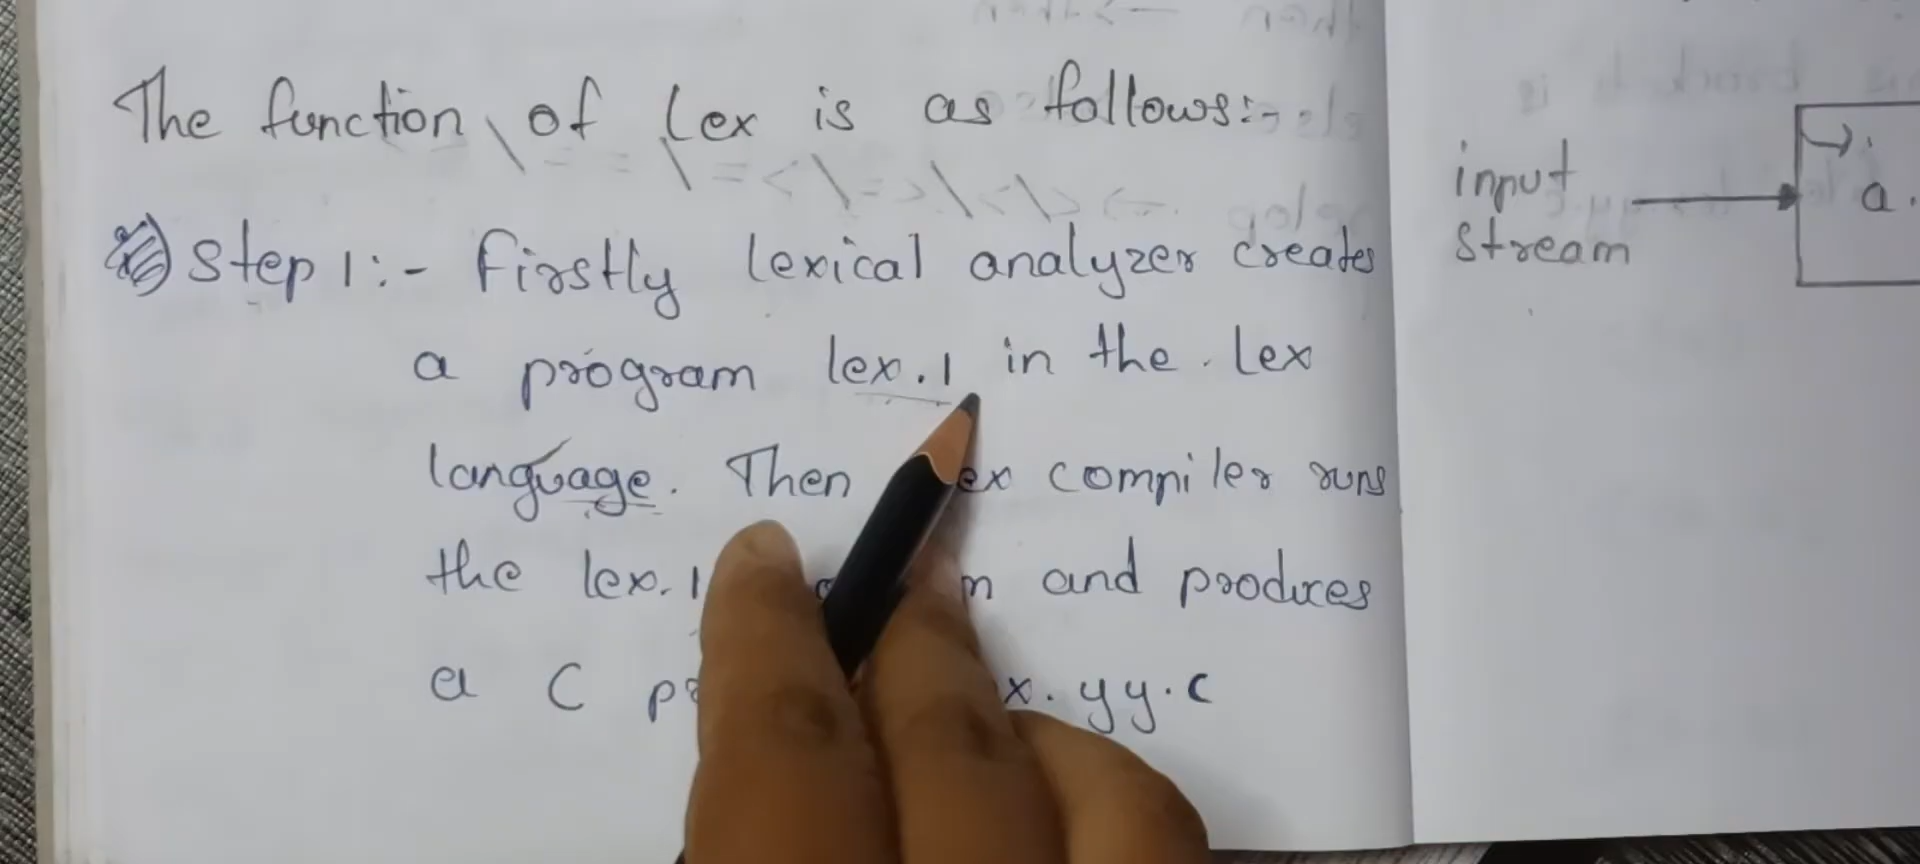 The function of lex is as follows:-
Step 1:- Firstly lexical analyzer creates
a program lex.1 in the lex
language. Then compiler runs
the lex.1 and produces
a C x.yy.c
input
stream
a.